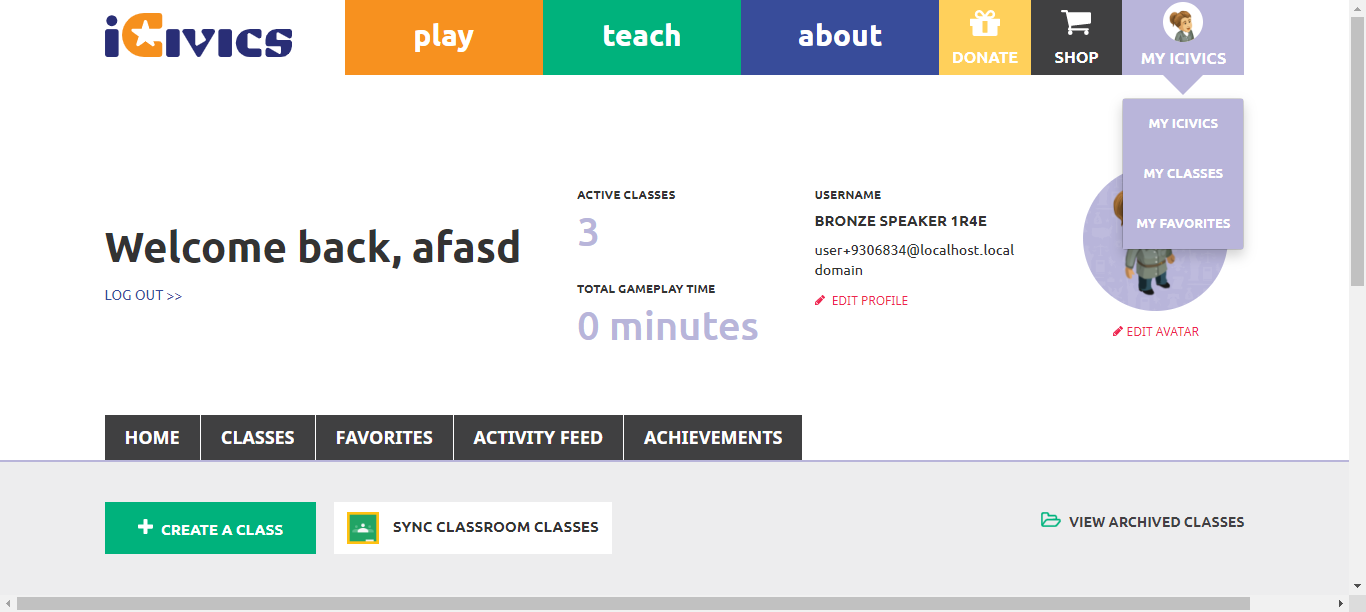 iCivics
play
teach
about
DONATE
SHOP
MY ICIVICS
MY ICIVICS
MY CLASSES
MY FAVORITES
Welcome back, afasd
LOG OUT >>
ACTIVE CLASSES
3
TOTAL GAMEPLAY TIME
0 minutes
USERNAME
BRONZE SPEAKER 1R4E
user+9306834@localhost.local
domain
EDIT PROFILE
EDIT AVATAR
HOME
CLASSES
FAVORITES
ACTIVITY FEED
ACHIEVEMENTS
CREATE A CLASS
SYNC CLASSROOM CLASSES
VIEW ARCHIVED CLASSES